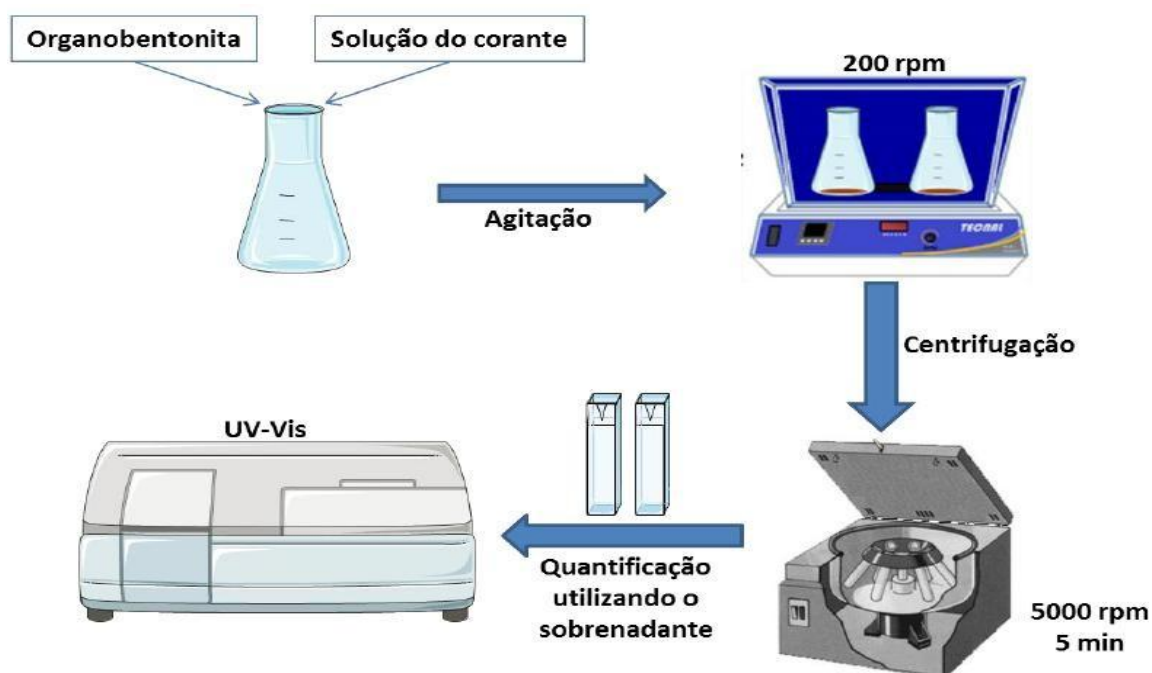 Organobentonita
Solução do corante
200 rpm
Agitação
TECNAL
Centrifugação
UV-Vis
Quantificação
utilizando o
sobrenadante
5000 rpm
5 min